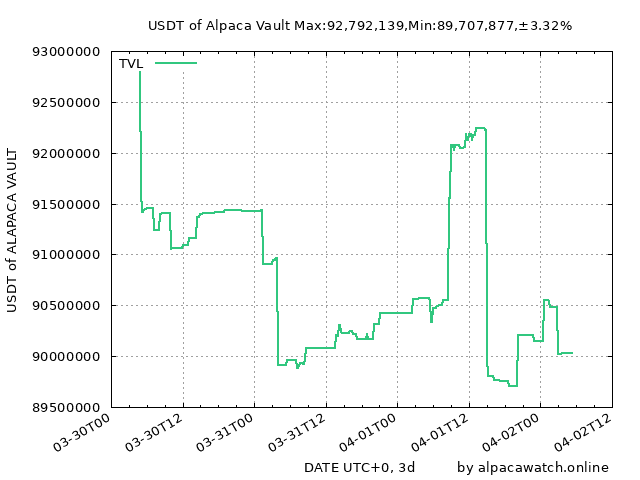 USDT of Alpaca Vault Max:92,792,139,Min:89,707,877,±3.32%
93000000
TVL
92500000
92000000
91500000
91000000
90500000
90000000
89500000
USDT of ALAPACA VAULT
03-30T00
03-30T12
03-31T00
03-31T12
04-01T00
04-01T12
04-02T00
04-02T12
DATE UTC+0, 3d
by alpacawatch.online